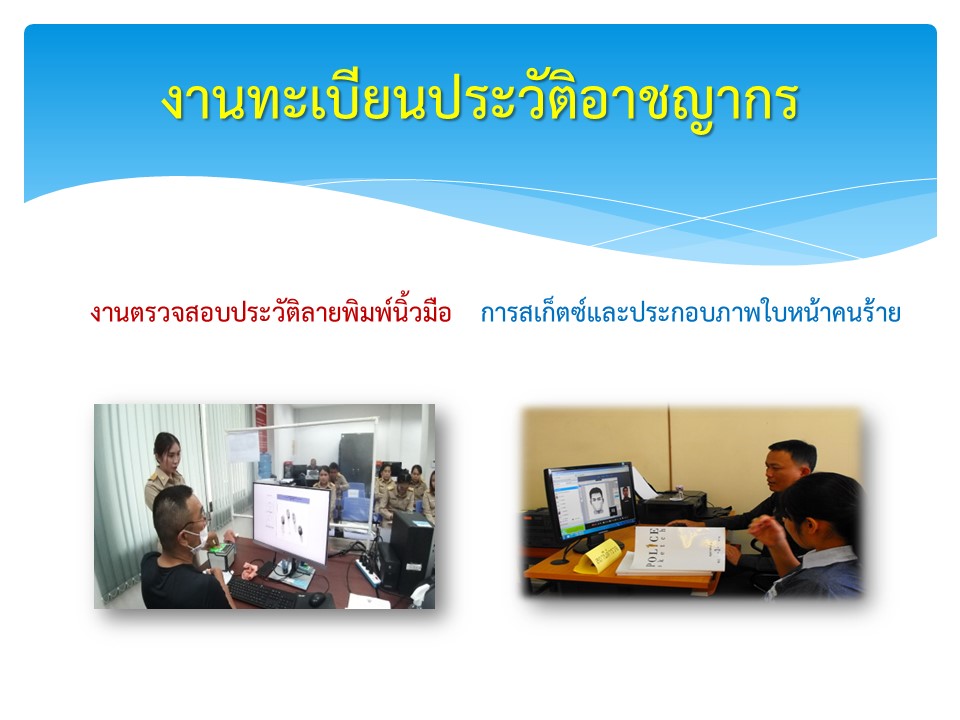 งานทะเบียนประวัติอาชญากร
งานตรวจสอบประวัติลายพิมพ์นิ้วมือ
การสเก็ตซ์และประกอบภาพใบหน้าคนร้าย
POLICE